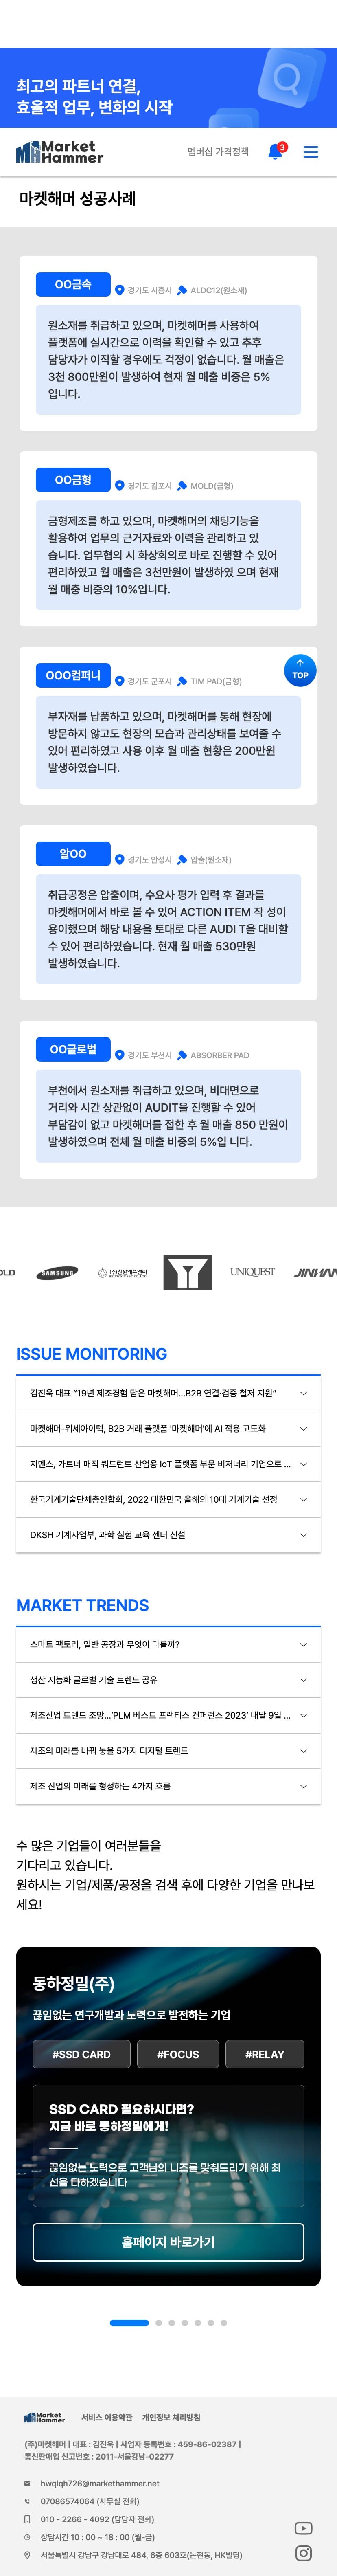 최고의 파트너 연결,
효율적 업무, 변화의 시작
Market
Hammer
멤버십 가격정책
3
마켓해머 성공사례
OO금속
경기도 시흥시
ALDC12(원소재)
원소재를 취급하고 있으며, 마켓해머를 사용하여
플랫폼에 실시간으로 이력을 확인할 수 있고 추후
담당자가 이직할 경우에도 걱정이 없습니다. 월 매출은
3천 800만원이 발생하여 현재 월 매출 비중은 5%
입니다.
OO금형
경기도 김포시
MOLD(금형)
금형제조를 하고 있으며, 마켓해머의 채팅기능을
활용하여 업무의 근거자료와 이력을 관리하고 있
습니다. 업무협의 시 화상회의로 바로 진행할 수 있어
편리하였고 월 매출은 3천만원이 발생하였 으며 현재
월 매충 비중의 10%입니다.
TOP
OOO컴퍼니
경기도 군포시
TIM PAD(금형)
부자재를 납품하고 있으며, 마켓해머를 통해 현장에
방문하지 않고도 현장의 모습과 관리상태를 보여줄 수
있어 편리하였고 사용 이후 월 매출 현황은 200만원
발생하였습니다.
알OO
경기도 안성시
압출(원소재)
취급공정은 압출이며, 수요사 평가 입력 후 결과를
마켓해머에서 바로 볼 수 있어 ACTION ITEM 작 성이
용이했으며 해당 내용을 토대로 다른 AUDI T을 대비할
수 있어 편리하였습니다. 현재 월 매출 530만원
발생하였습니다.
OO글로벌
경기도 부천시
ABSORBER PAD
부천에서 원소재를 취급하고 있으며, 비대면으로
거리와 시간 상관없이 AUDIT을 진행할 수 있어
부담감이 없고 마켓해머를 접한 후 월 매출 850 만원이
발생하였으며 전체 월 매출 비중의 5%입 니다.
OLD
SAMSUNG
UNIQUEST
ISSUE MONITORING
김진욱 대표 “19년 제조경험 담은 마켓해머...B2B 연결·검증 철저 지원”
마켓해머-위세아이텍, B2B 거래 플랫폼 '마켓해머'에 AI 적용 고도화
지멘스, 가트너 매직 쿼드런트 산업용 IoT 플랫폼 부문 비저너리 기업으로 ...
한국기계기술단체총연합회, 2022 대한민국 올해의 10대 기계기술 선정
DKSH 기계사업부, 과학 실험 교육 센터 신설
MARKET TRENDS
스마트 팩토리, 일반 공장과 무엇이 다를까?
생산 지능화 글로벌 기술 트렌드 공유
제조산업 트렌드 조망...‘PLM 베스트 프랙티스 컨퍼런스 2023’ 내달 9일 ...
제조의 미래를 바꿔 놓을 5가지 디지털 트렌드
제조 산업의 미래를 형성하는 4가지 흐름
수 많은 기업들이 여러분들을
기다리고 있습니다.
원하시는 기업/제품/공정을 검색 후에 다양한 기업을 만나보
세요!
동하정밀(주)
끊임없는 연구개발과 노력으로 발전하는 기업
#SSD CARD
#FOCUS
#RELAY
SSD CARD 필요하시다면?
지금 바로 동하정밀에게!
끊임없는 노력으로 고객님의 니즈를 맞춰드리기 위해 최
선을 다하겠습니다
홈페이지 바로가기
Market
Hammer
서비스 이용약관
개인정보 처리방침
(주)마켓해머 | 대표 : 김진욱 | 사업자 등록번호 : 459-86-02387 |
통신판매업 신고번호 : 2011-서울강남-02277
hwqlqh726@markethammer.net
07086574064 (사무실 전화)
010 - 2266 - 4092 (담당자 전화)
상담시간 10 : 00 ~ 18 : 00 (월-금)
서울특별시 강남구 강남대로 484, 6층 603호(논현동, HK빌딩)